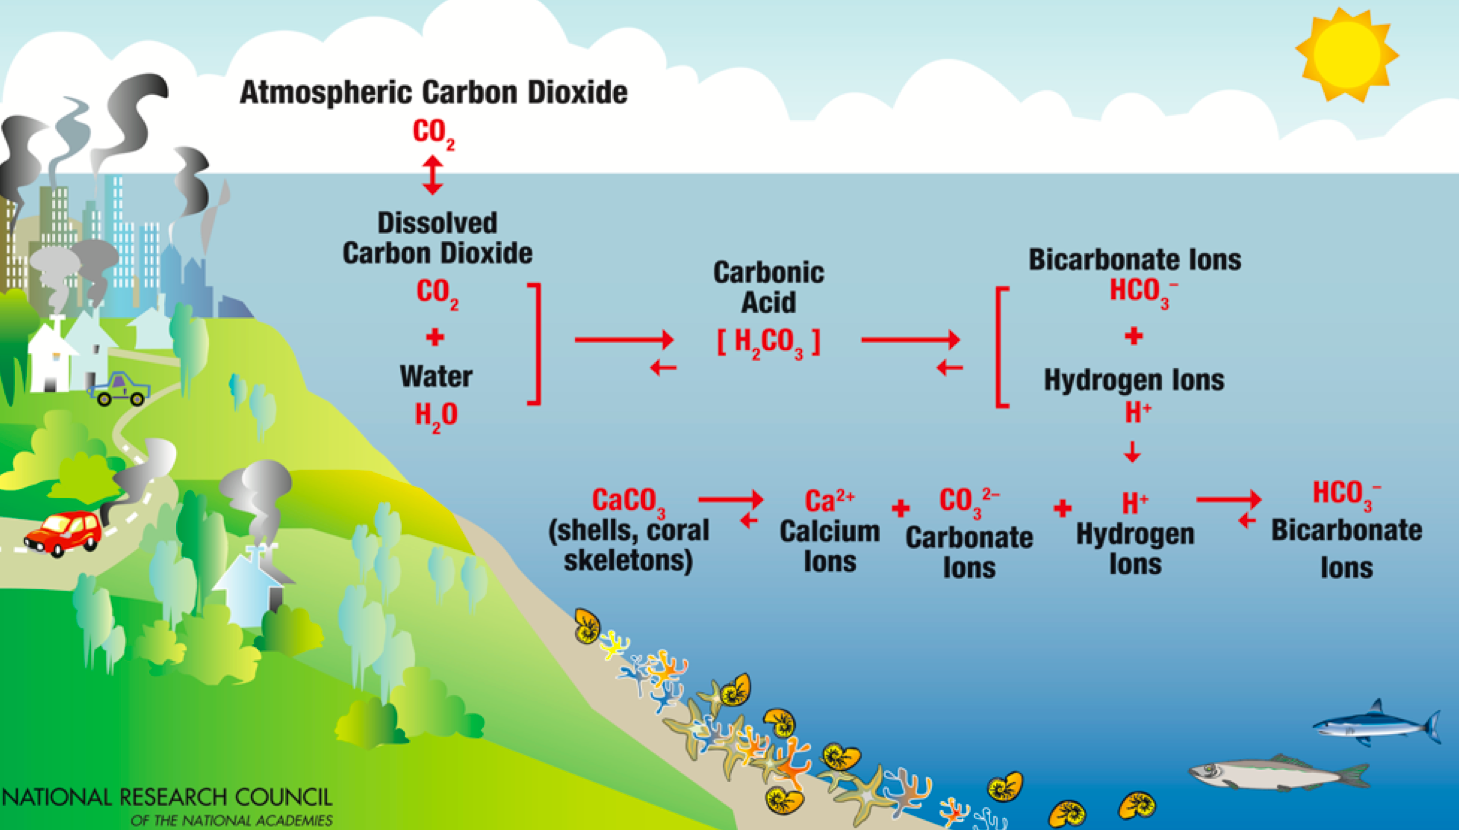 Atmospheric Carbon Dioxide
CO₂
Dissolved
Carbon Dioxide
CO₂
+
Water
H₂O
Carbonic
Acid
[ H₂CO₃ ]
Bicarbonate Ions
HCO₃⁻
+
Hydrogen Ions
H⁺
CaCO₃
(shells, coral
skeletons)
Ca²⁺
Calcium
Ions
+
CO₃²⁻
Carbonate
Ions
+
H⁺
Hydrogen
Ions
HCO₃⁻
Bicarbonate
Ions
NATIONAL RESEARCH COUNCIL
OF THE NATIONAL ACADEMIES